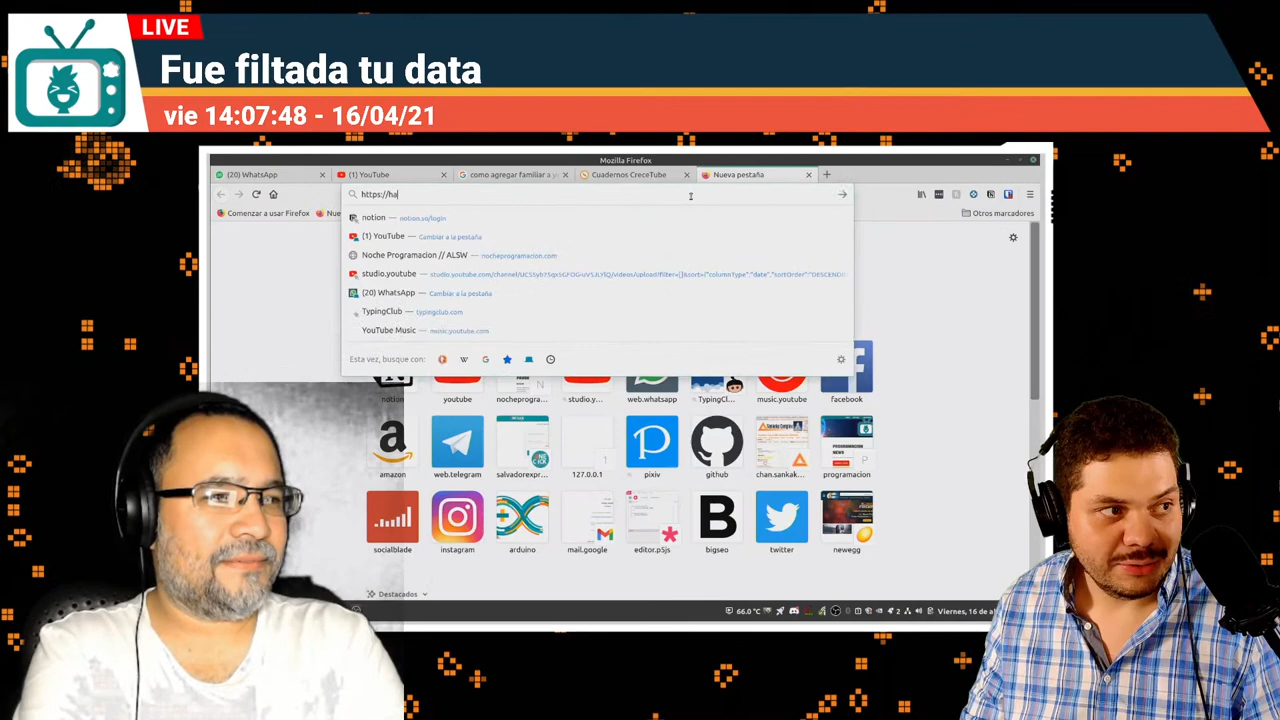 LIVE
Fue filtada tu data
vie 14:07:48 - 16/04/21
Mozilla Firefox
(20) WhatsApp
(1) YouTube
como agregar familiar a y
Cuadernos CreceTube
Nueva pestaña
https://ha
Comenzar a usar Firefox
Otros marcadores
notion — notion.so/login
(1) YouTube — Cambiar a la pestaña
Noche Programacion // ALSW — nocheprogramacion.com
studio.youtube
(20) WhatsApp — Cambiar a la pestaña
TypingClub — typingclub.com
YouTube Music — music.youtube.com
Esta vez, busque con:
notion
youtube
nocheprogra...
studio.y...
web.whatsapp
TypingCl...
music.youtube
facebook
amazon
web.telegram
salvadorexpr...
127.0.0.1
pixiv
github
chan.sankak...
programacion
socialblade
instagram
arduino
mail.google
editor.p5js
bigseo
twitter
newegg
Destacados
66.0 °C
2
Viernes, 16 de a